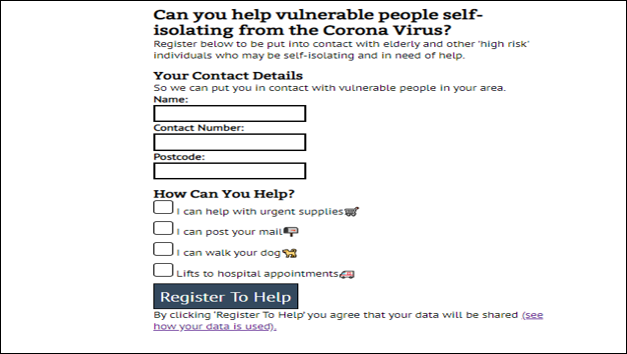 Can you help vulnerable people self-
isolating from the Corona Virus?
Register below to be put into contact with elderly and other 'high risk'
individuals who may be self-isolating and in need of help.
Your Contact Details
So we can put you in contact with vulnerable people in your area.
Name:
Contact Number:
Postcode:
How Can You Help?
I can help with urgent supplies
I can post your mail
I can walk your dog
Lifts to hospital appointments
Register To Help
By clicking 'Register To Help' you agree that your data will be shared (see
how your data is used).